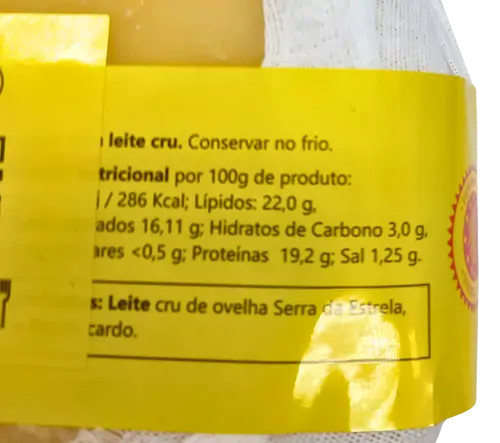 leite cru. Conservar no frio.
tricional por 100g de produto:
/ 286 Kcal; Lípidos: 22,0 g,
ados 16,11 g; Hidratos de Carbono 3,0 g,
ares <0,5 g; Proteínas 19,2 g; Sal 1,25 g.
s: Leite cru de ovelha Serra da Estrela,
cardo.